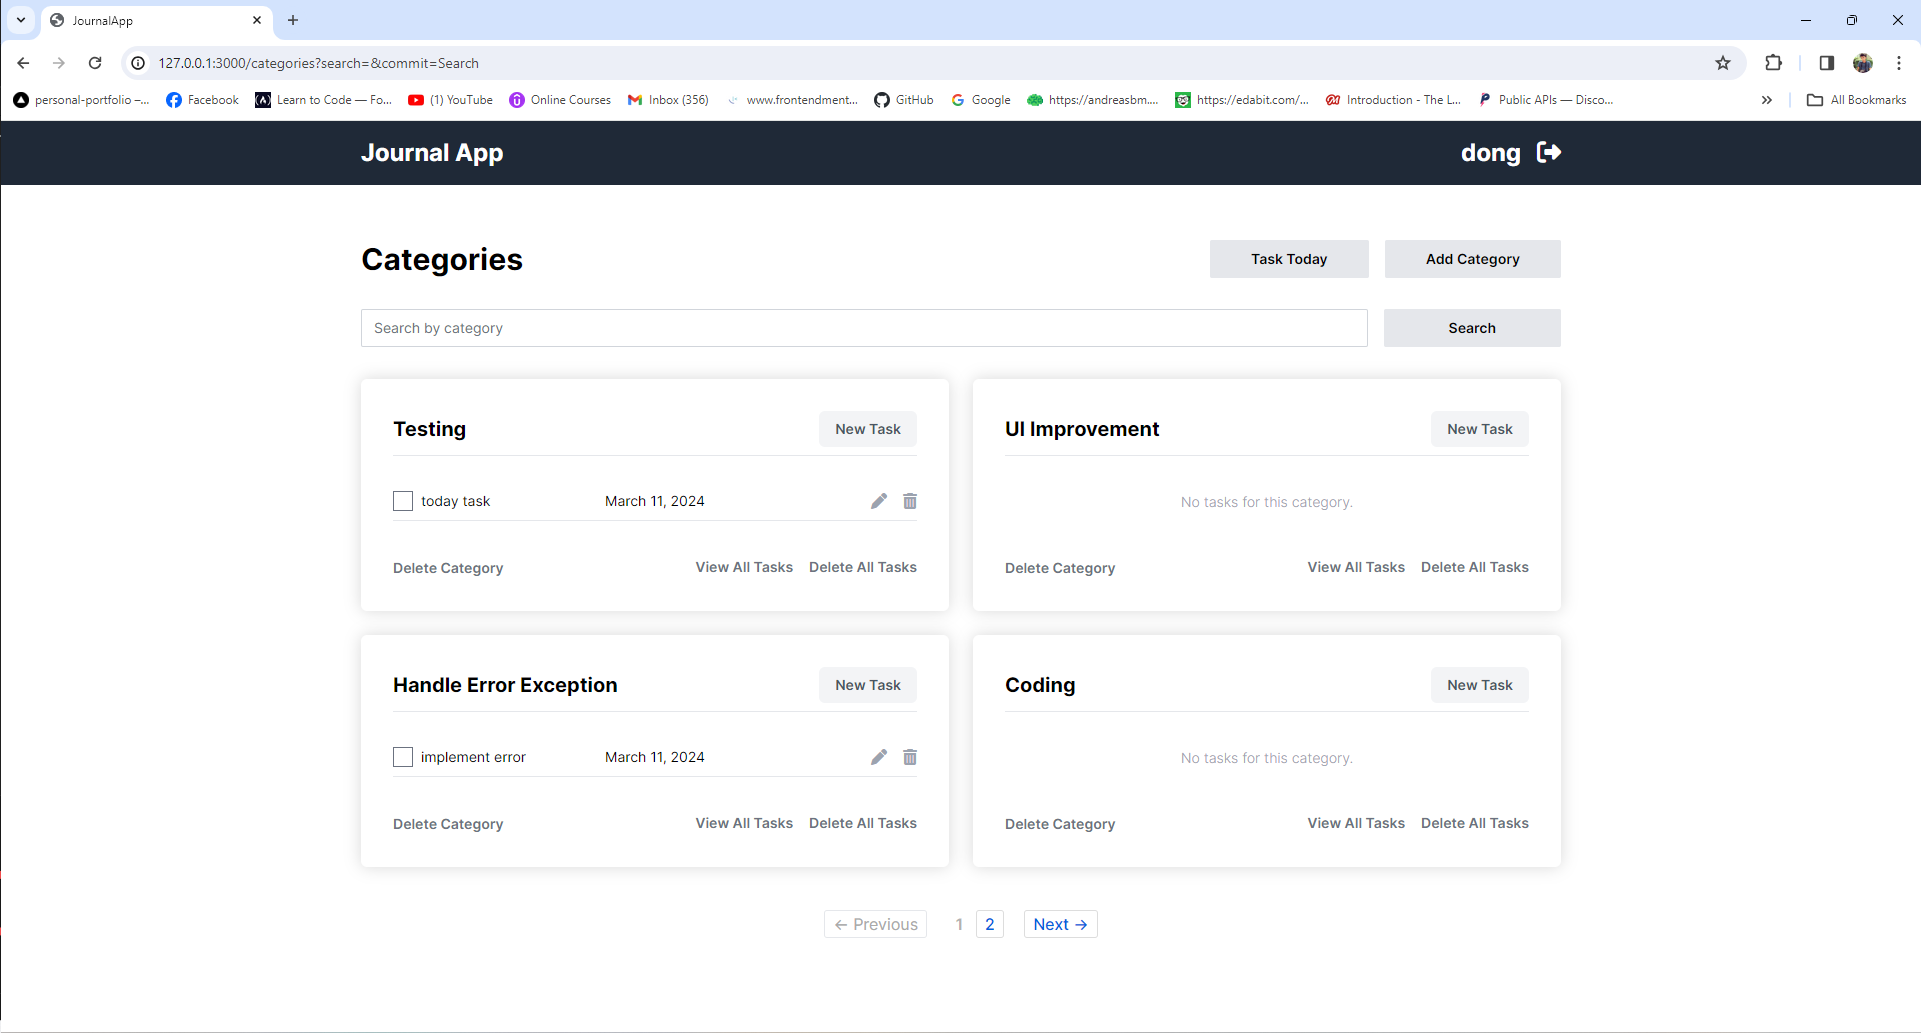 JournalApp
127.0.0.1:3000/categories?search=&commit=Search
personal-portfolio –... Facebook Learn to Code — Fo... (1) YouTube Online Courses Inbox (356) www.frontendment... GitHub Google https://andreasbm.... https://edabit.com/... Introduction - The L... Public APIs — Disco... All Bookmarks
Journal App dong
Categories Task Today Add Category
Search by category Search
Testing New Task
today task March 11, 2024
Delete Category View All Tasks Delete All Tasks
UI Improvement New Task
No tasks for this category.
Delete Category View All Tasks Delete All Tasks
Handle Error Exception New Task
implement error March 11, 2024
Delete Category View All Tasks Delete All Tasks
Coding New Task
No tasks for this category.
Delete Category View All Tasks Delete All Tasks
← Previous 1 2 Next →